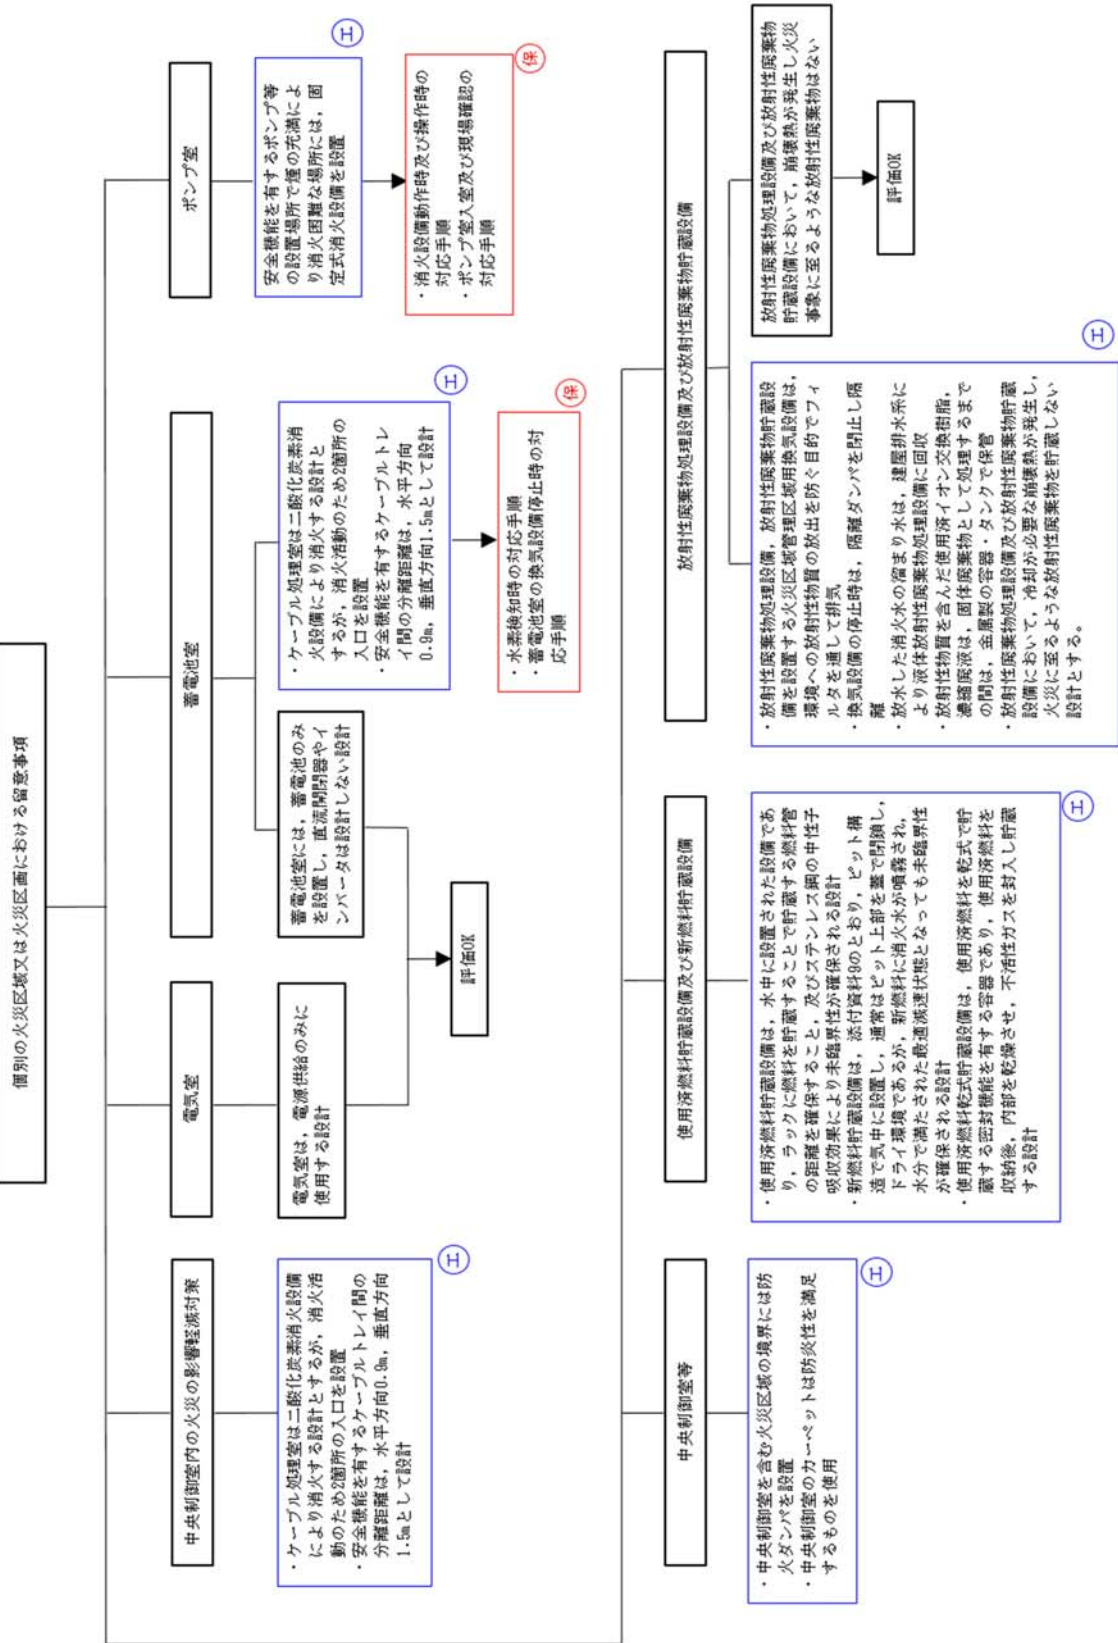 個別の火災区域又は火災区画における留意事項
中央制御室内の火災の影響軽減対策
・ケーブル処理室は二酸化炭素消火設備
により消火する設計とするが，消火活
動のため2箇所の入口を設置
・安全機能を有するケーブルトレイ間の
分離距離は，水平方向0.9m，垂直方向
1.5mとして設計
エ
電気室
電気室は，電源供給のみに
使用する設計
蓄電池室
蓄電池室には，蓄電池のみ
を設置し，直流開閉器やイ
ンバータは設計しない設計
評価OK
・ケーブル処理室は二酸化炭素消
火設備により消火する設計と
するが，消火活動のため2箇所の
入口を設置
・安全機能を有するケーブルトレ
イ間の分離距離は，水平方向
0.9m，垂直方向1.5mとして設計
エ
・水素検知時の対応手順
・蓄電池室の換気設備停止時の対
応手順
保
ポンプ室
安全機能を有するポンプ等
の設置場所で煙の充満によ
り消火困難な場所には，固
定式消火設備を設置
エ
・消火設備動作時及び操作時の
対応手順
・ポンプ室入室及び現場確認の
対応手順
保
中央制御室等
・中央制御室を含む火災区域の境界には防
火ダンパを設置
・中央制御室のカーペットは防炎性を満足
するものを使用
エ
使用済燃料貯蔵設備及び新燃料貯蔵設備
・使用済燃料貯蔵設備は，水中に設置された設備であ
り，ラックに燃料を貯蔵することで貯蔵する燃料管
の距離を確保すること，及びステンレス鋼の中性子
吸収効果により未臨界性が確保される設計
・新燃料貯蔵設備は，添付資料9のとおり，ピット構
造で気中に設置し，通常はピット上部を蓋で閉鎖し，
ドライ環境であるが，新燃料に消火水が噴霧され，
水分で満たされた最適減速状態となっても未臨界性
が確保される設計
・使用済燃料乾式貯蔵設備は，使用済燃料を乾式で貯
蔵する密封機能を有する容器であり，使用済燃料を
収納後，内部を乾燥させ，不活性ガスを封入し貯蔵
する設計
エ
放射性廃棄物処理設備及び放射性廃棄物貯蔵設備
・放射性廃棄物処理設備，放射性廃棄物貯蔵設
備を設置する火災区域管理区域用換気設備は，
環境への放射性物質の放出を防ぐ目的でフィ
ルタを通して排気
・換気設備の停止時は，隔離ダンパを閉止し隔
離
・放水した消火水の溜まり水は，建屋排水系に
より液体放射性廃棄物処理設備に回収
・放射性物質を含んだ使用済イオン交換樹脂，
濃縮廃液は，固体廃棄物として処理するまで
の間は，金属製の容器・タンクで保管
・放射性廃棄物処理設備及び放射性廃棄物貯蔵
設備において，冷却が必要な崩壊熱が発生し，
火災に至るような放射性廃棄物を貯蔵しない
設計とする。
エ
放射性廃棄物処理設備及び放射性廃棄物
貯蔵設備において，崩壊熱が発生し火災
事象に至るような放射性廃棄物はない
評価OK